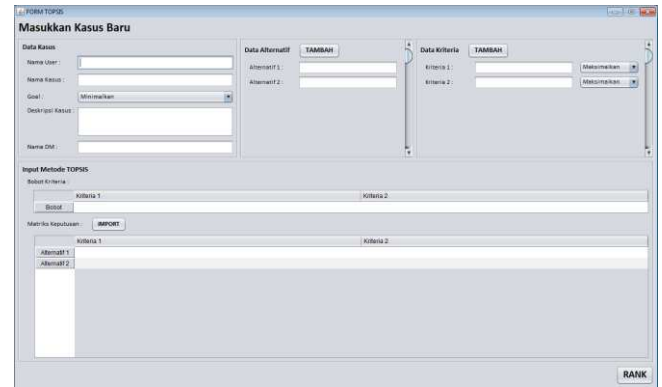 FORM TOPSIS
Masukkan Kasus Baru
Data Kasus
Nama User :
Nama Kasus :
Goal :
Minimalkan
Deskripsi Kasus :
Nama DM :
Data Alternatif
TAMBAH
Alternatif 1 :
Alternatif 2 :
Data Kriteria
TAMBAH
Kriteria 1 :
Maksimalkan
Kriteria 2 :
Maksimalkan
Input Metode TOPSIS
Bobot Kriteria :
Kriteria 1 Kriteria 2
Bobot
Matriks Keputusan :
IMPORT
Kriteria 1 Kriteria 2
Alternatif 1
Alternatif 2
RANK